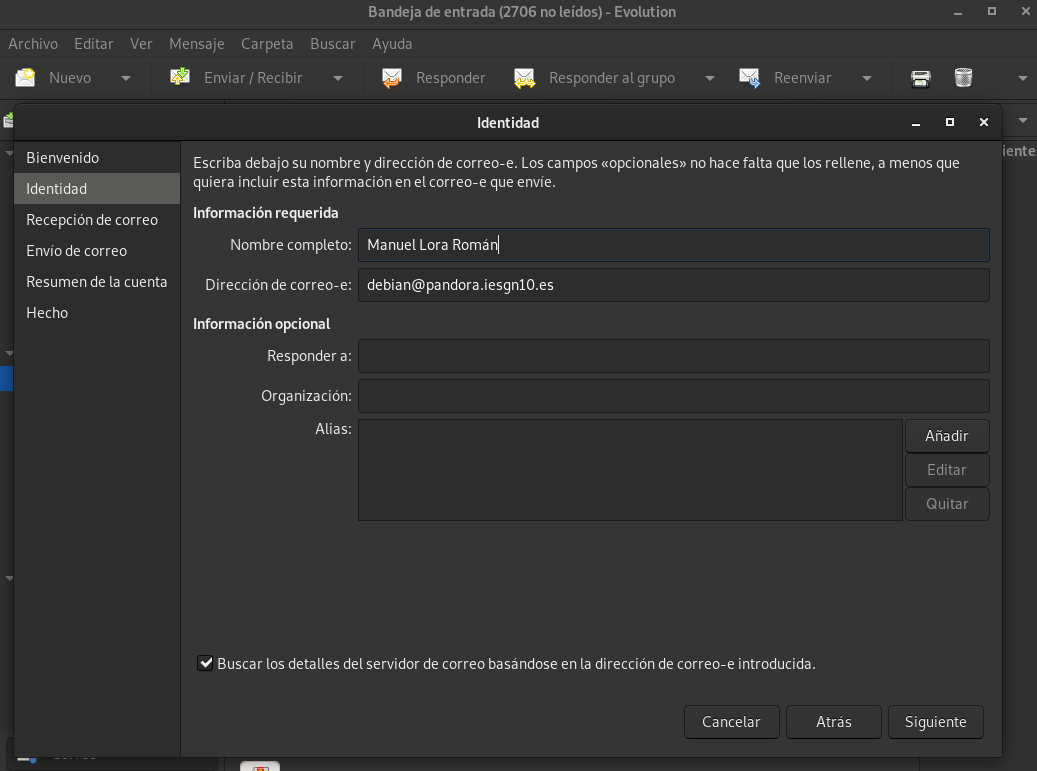 Bandeja de entrada (2706 no leídos) - Evolution
Archivo Editar Ver Mensaje Carpeta Buscar Ayuda
Nuevo Enviar / Recibir Responder Responder al grupo Reenviar
Identidad
Bienvenido
Identidad
Recepción de correo
Envío de correo
Resumen de la cuenta
Hecho
Escriba debajo su nombre y dirección de correo-e. Los campos «opcionales» no hace falta que los rellene, a menos que
quiera incluir esta información en el correo-e que envíe.
Información requerida
Nombre completo: Manuel Lora Román
Dirección de correo-e: debian@pandora.iesgn10.es
Información opcional
Responder a:
Organización:
Alias:
Añadir
Editar
Quitar
Buscar los detalles del servidor de correo basándose en la dirección de correo-e introducida.
Cancelar Atrás Siguiente